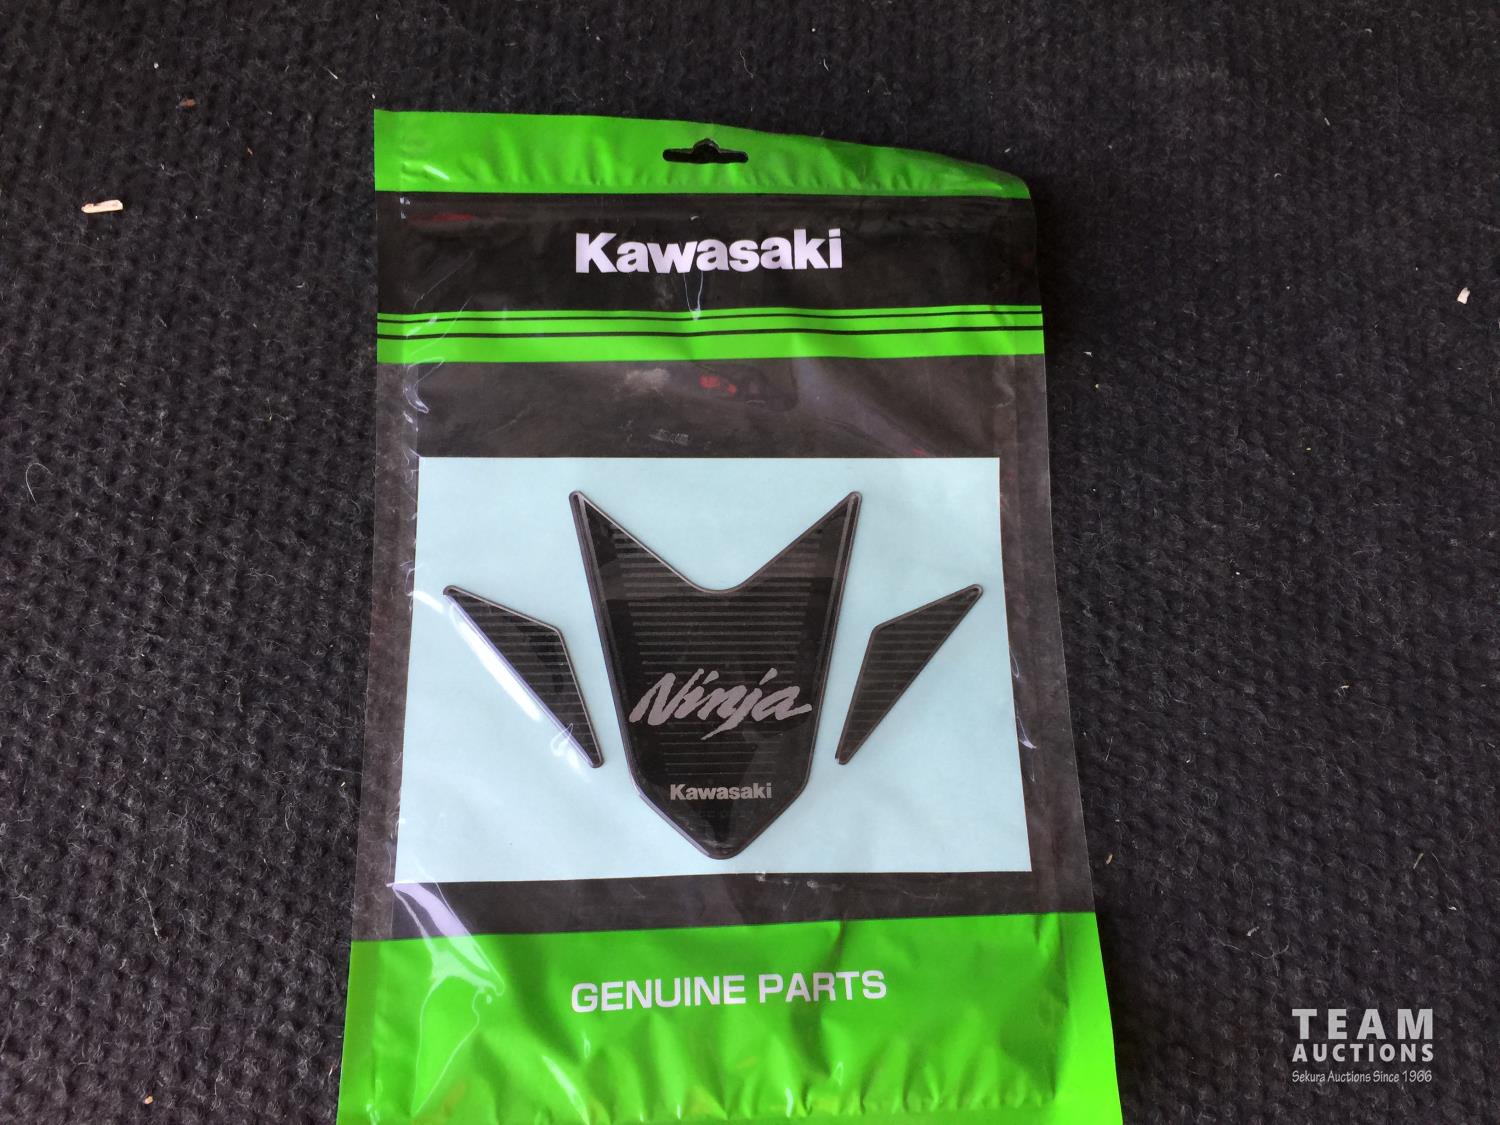 Kawasaki
Ninja
Kawasaki
GENUINE PARTS
TEAM
AUCTIONS
Sekura Auctions Since 1966